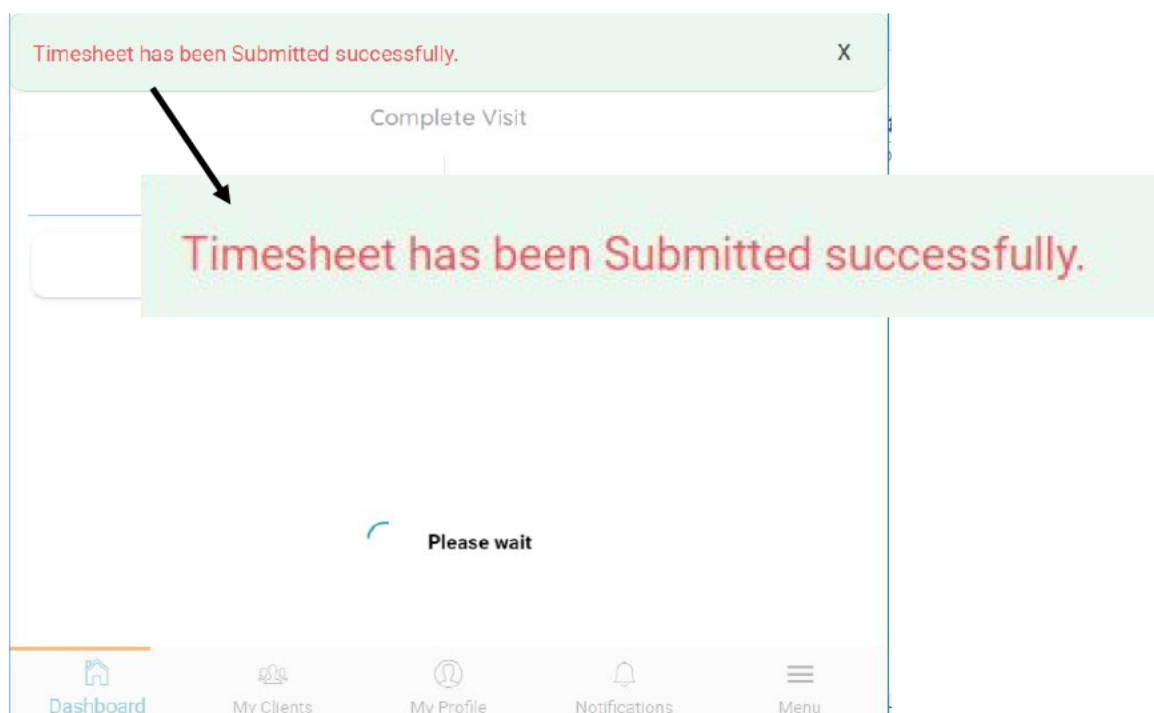 Timesheet has been Submitted successfully. X
Complete Visit
Timesheet has been Submitted successfully.
Please wait
Dashboard My Clients My Profile Notifications Menu